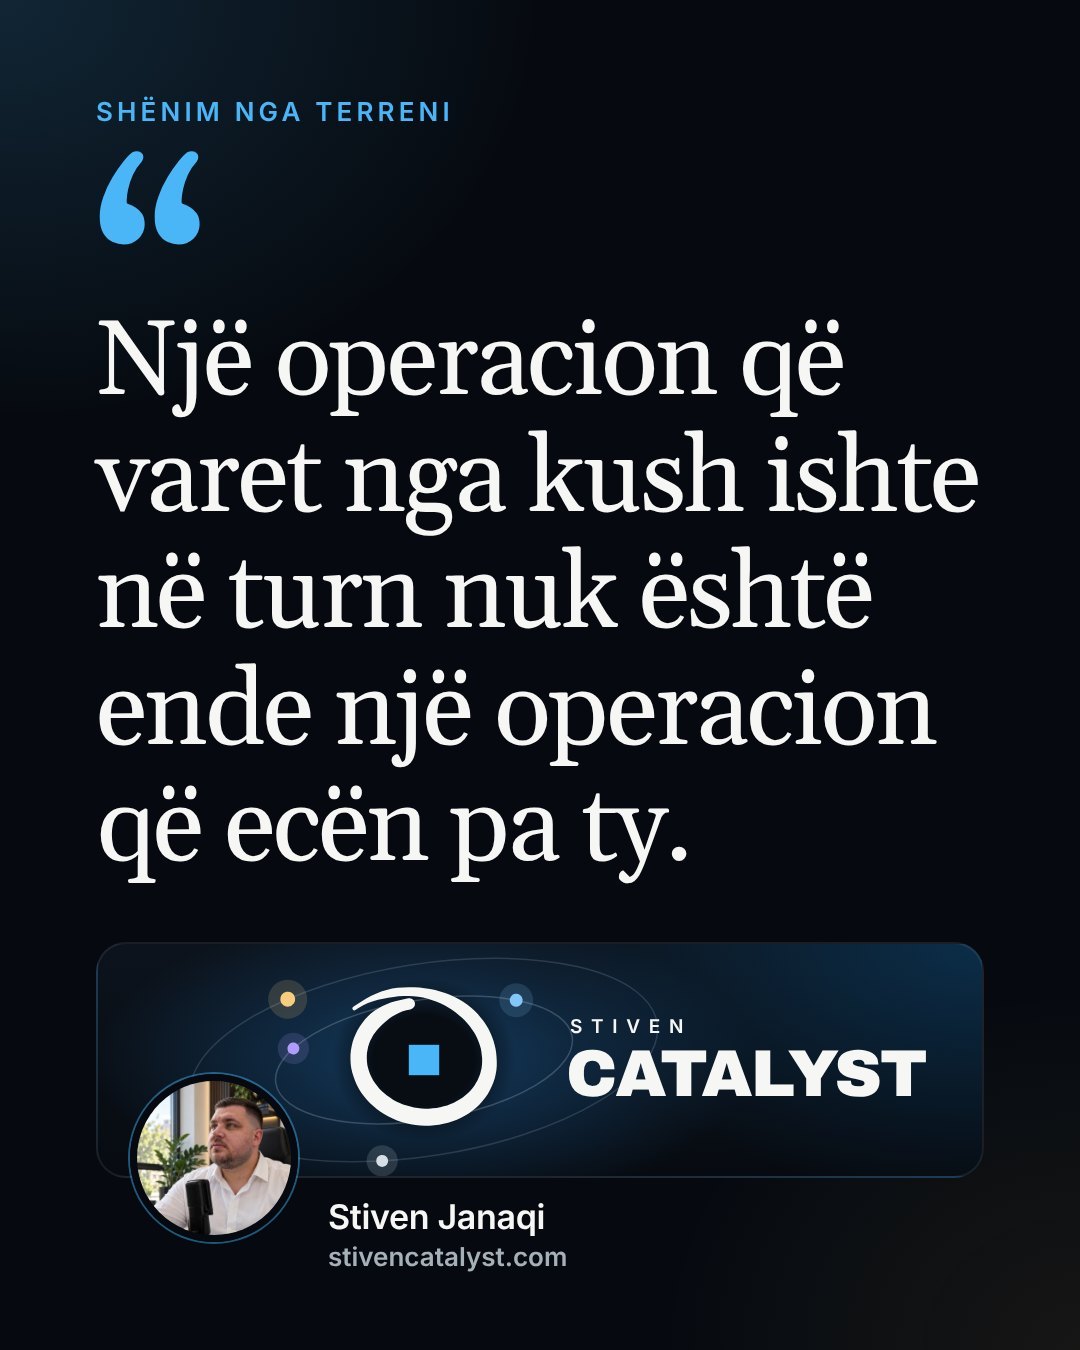 SHËNIM NGA TERRENI
“
Një operacion që
varet nga kush ishte
në turn nuk është
ende një operacion
që ecën pa ty.
STIVEN
CATALYST
Stiven Janaqi
stivencatalyst.com